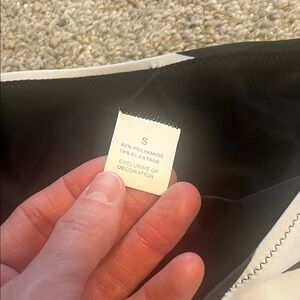 S
82% POLYAMIDE
18% ELASTANE
EXCLUSIVE OF
DECORATION